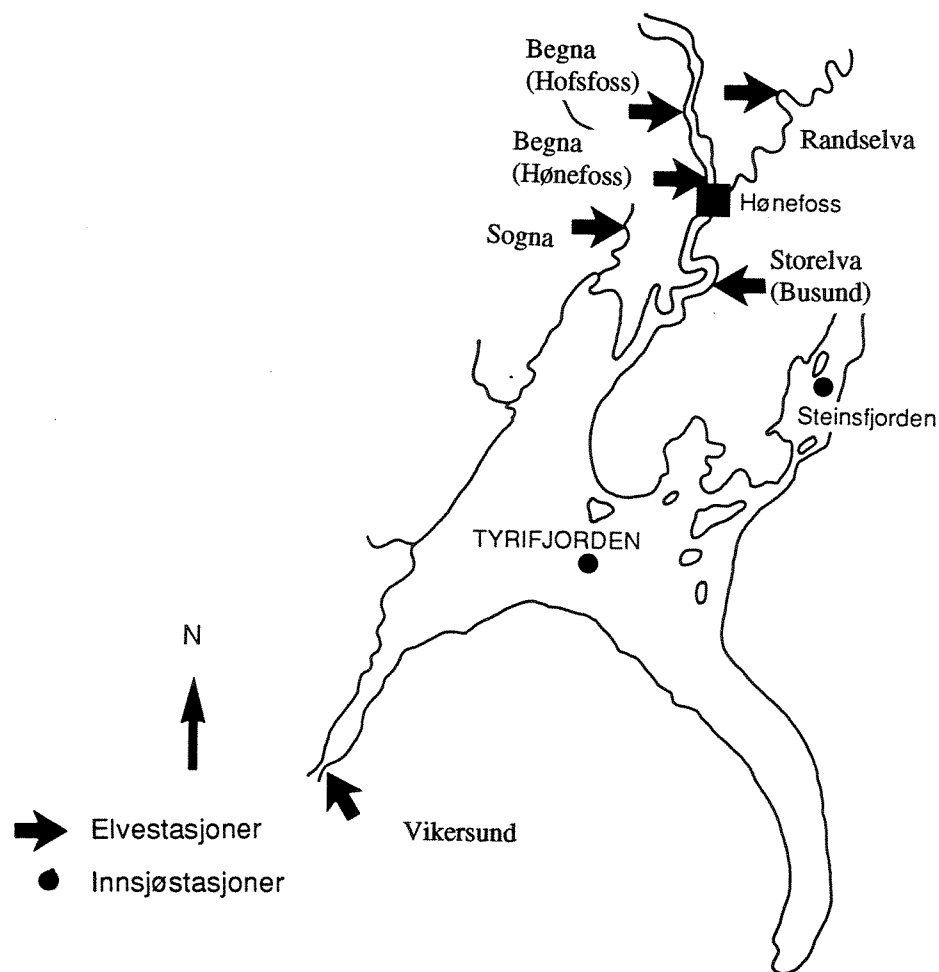 Begna
(Hofsfoss)
Begna
(Hønefoss)
Randselva
Hønefoss
Sogna
Storelva
(Busund)
Steinsfjorden
TYRIFJORDEN
N
Elvestasjoner
Vikersund
Innsjøstasjoner